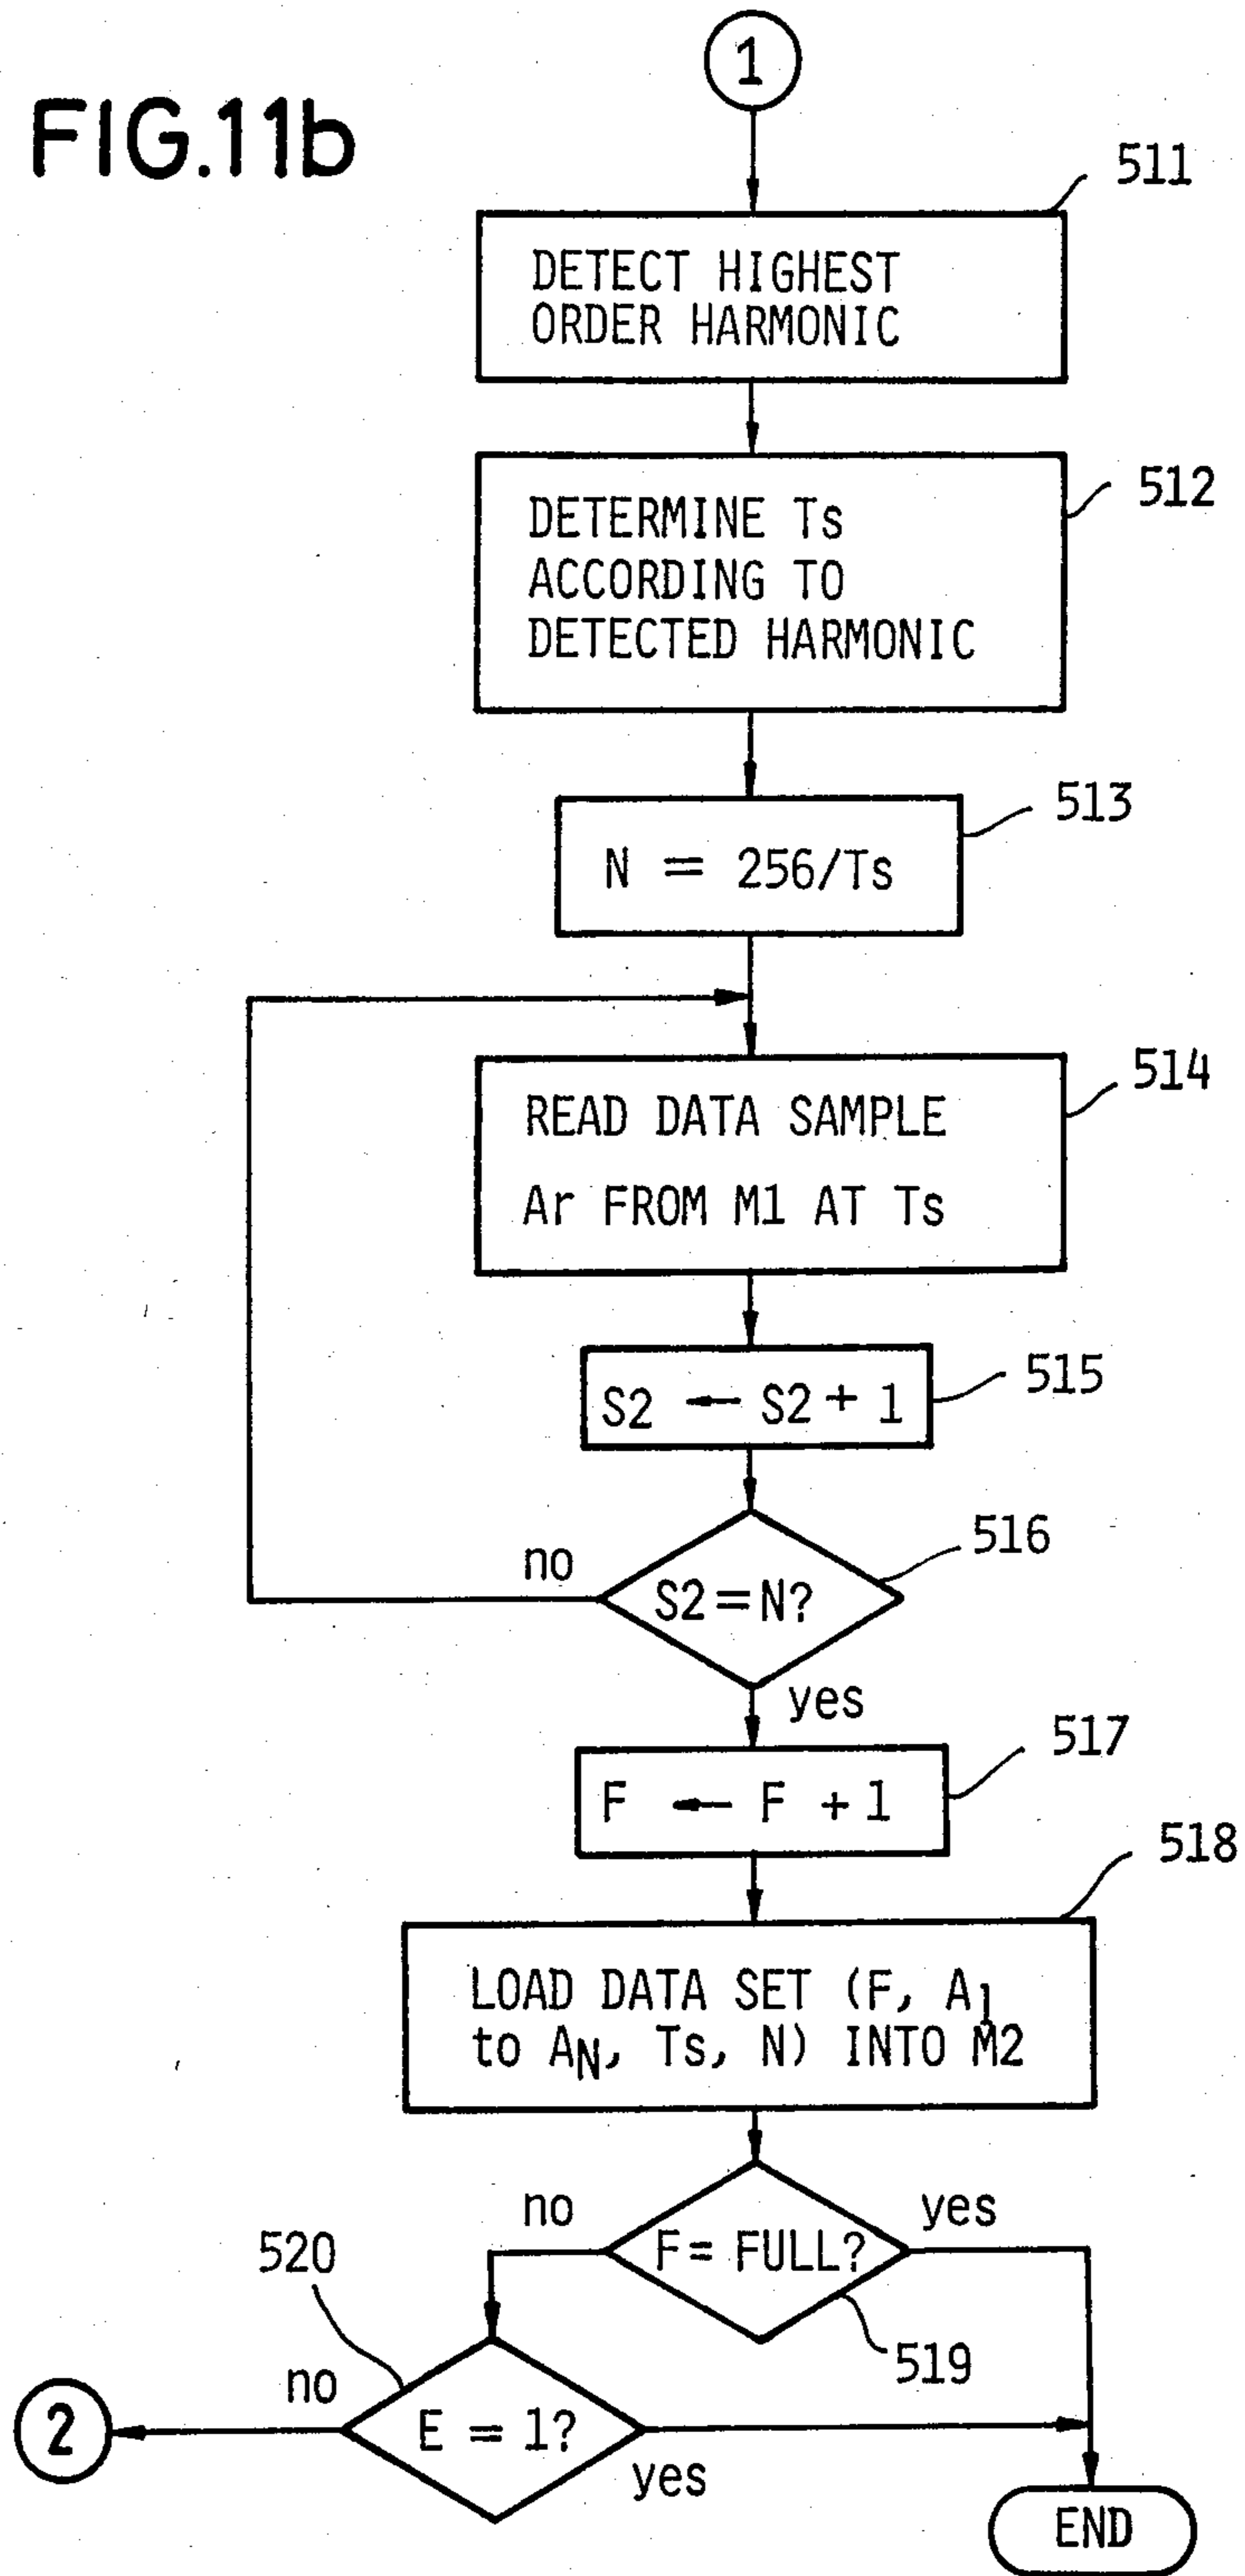 1
FIG.11b
511
DETECT HIGHEST
ORDER HARMONIC
512
DETERMINE Ts
ACCORDING TO
DETECTED HARMONIC
513
N = 256/Ts
514
READ DATA SAMPLE
Ar FROM M1 AT Ts
515
S2 ← S2 + 1
516
no
S2 = N?
yes
517
F ← F + 1
518
LOAD DATA SET (F, A1
to AN, Ts, N) INTO M2
no
yes
F = FULL?
519
520
no
2
E = 1?
yes
END